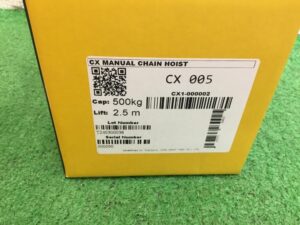 CX MANUAL CHAIN HOIST
CX 005
CX1-000002
Cap: 500kg
Lift: 2.5 m
Lot Number
Serial Number